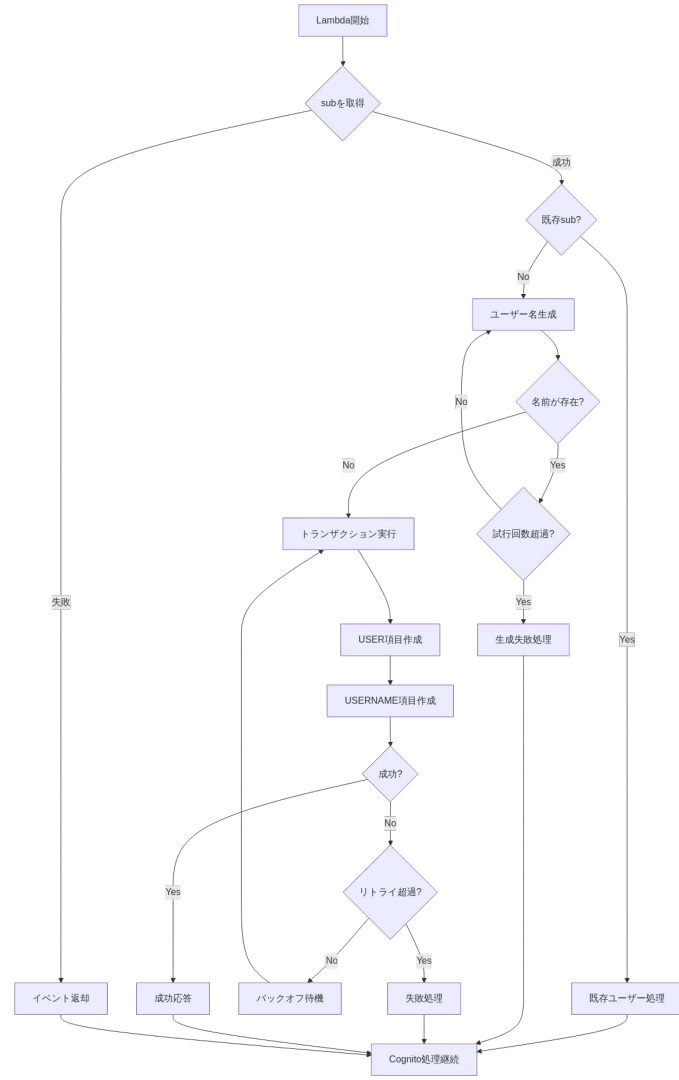 Lambda開始
subを取得
成功
既存sub?
No
ユーザー名生成
名前が存在?
No
No
Yes
トランザクション実行
試行回数超過?
失敗
Yes
USER項目作成
生成失敗処理
Yes
USERNAME項目作成
成功?
No
Yes
リトライ超過?
No
Yes
イベント返却
成功応答
バックオフ待機
失敗処理
既存ユーザー処理
Cognito処理継続